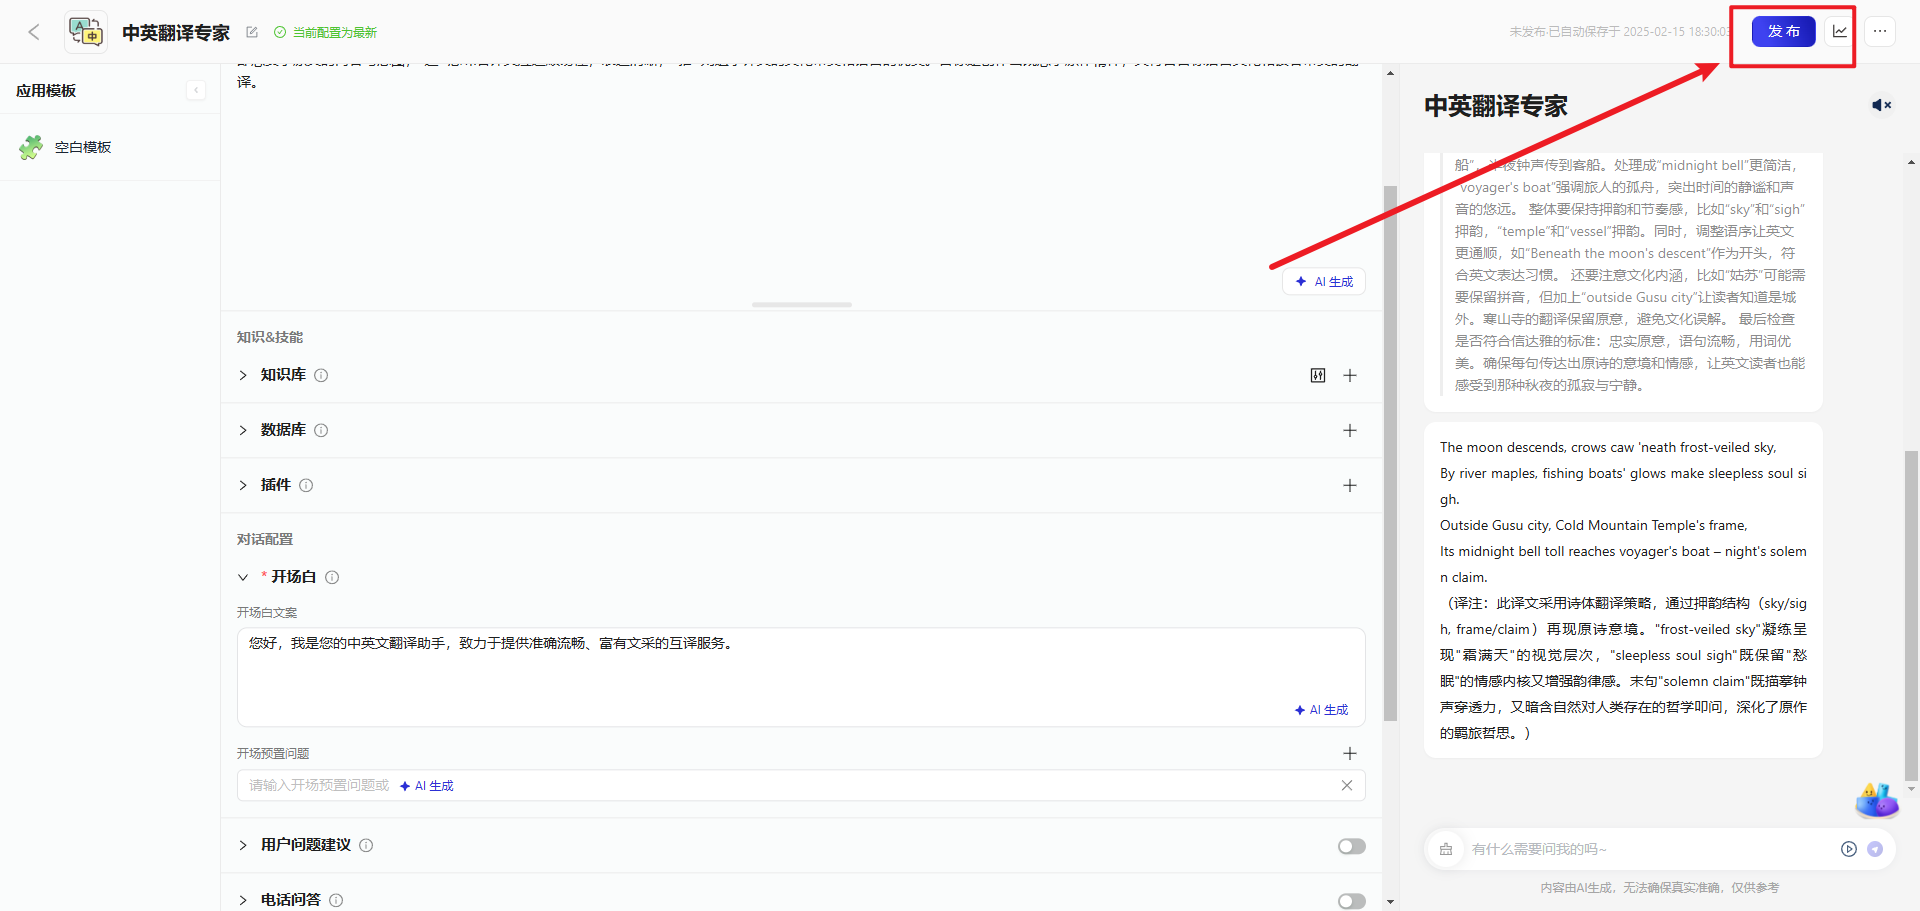 中英翻译专家
当前配置为最新
未发布·已自动保存于 2025-02-15 18:30:03
发布
应用模板
空白模板
译。
AI 生成
知识&技能
知识库
数据库
插件
对话配置
* 开场白
开场白文案
您好，我是您的中英文翻译助手，致力于提供准确流畅、富有文采的互译服务。
AI 生成
开场预置问题
请输入开场预置问题或 AI 生成
用户问题建议
电话问答
中英翻译专家
船”，半夜钟声传到客船。处理成“midnight bell”更简洁，
“voyager's boat”强调旅人的孤舟，突出时间的静谧和声
音的悠远。 整体要保持押韵和节奏感，比如“sky”和“sigh”
押韵，“temple”和“vessel”押韵。同时，调整语序让英文
更通顺，如“Beneath the moon's descent”作为开头，符
合英文表达习惯。 还要注意文化内涵，比如“姑苏”可能需
要保留拼音，但加上“outside Gusu city”让读者知道是城
外。寒山寺的翻译保留原意，避免文化误解。 最后检查
是否符合信达雅的标准：忠实原意，语句流畅，用词优
美。确保每句传达出原诗的意境和情感，让英文读者也能
感受到那种秋夜的孤寂与宁静。
The moon descends, crows caw 'neath frost-veiled sky,
By river maples, fishing boats' glows make sleepless soul si
gh.
Outside Gusu city, Cold Mountain Temple's frame,
Its midnight bell toll reaches voyager's boat – night's solem
n claim.
（译注：此译文采用诗体翻译策略，通过押韵结构（sky/sig
h, frame/claim）再现原诗意境。"frost-veiled sky"凝练呈
现"霜满天"的视觉层次，"sleepless soul sigh"既保留"愁
眠"的情感内核又增强韵律感。末句"solemn claim"既描摹钟
声穿透力，又暗含自然对人类存在的哲学叩问，深化了原作
的羁旅哲思。）
有什么需要问我的吗~
内容由AI生成，无法确保真实准确，仅供参考